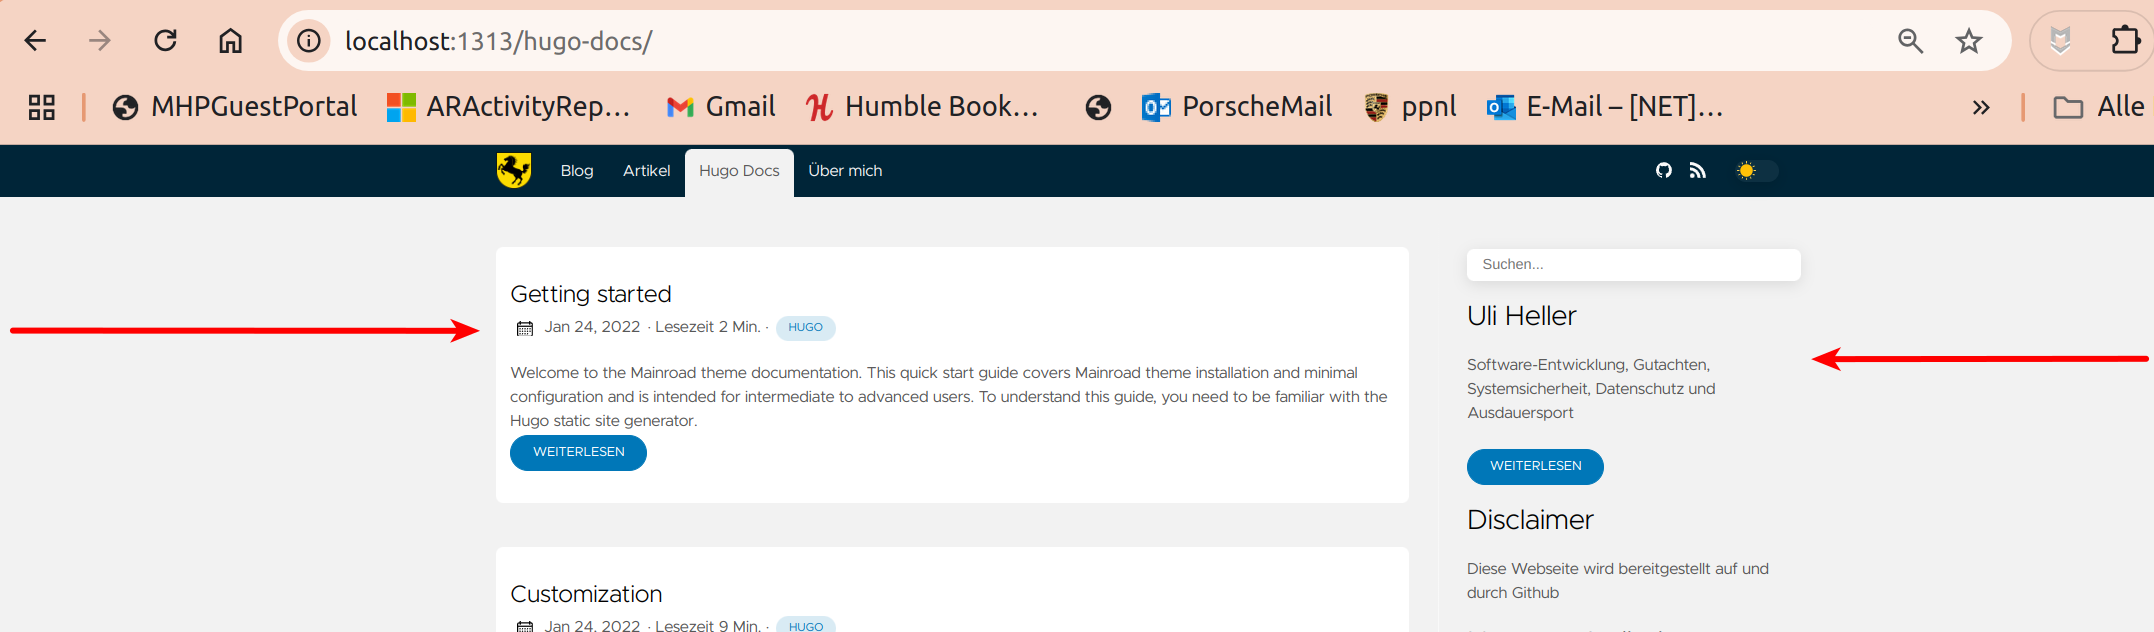 localhost:1313/hugo-docs/
MHPGuestPortal ARActivityRep... Gmail Humble Book... PorscheMail ppnl E-Mail – [NET]... » Alle
Blog Artikel Hugo Docs Über mich
Getting started
Jan 24, 2022 · Lesezeit 2 Min. · HUGO
Welcome to the Mainroad theme documentation. This quick start guide covers Mainroad theme installation and minimal
configuration and is intended for intermediate to advanced users. To understand this guide, you need to be familiar with the
Hugo static site generator.
WEITERLESEN
Customization
Jan 24, 2022 · Lesezeit 9 Min. · HUGO
Suchen...
Uli Heller
Software-Entwicklung, Gutachten,
Systemsicherheit, Datenschutz und
Ausdauersport
WEITERLESEN
Disclaimer
Diese Webseite wird bereitgestellt auf und
durch Github